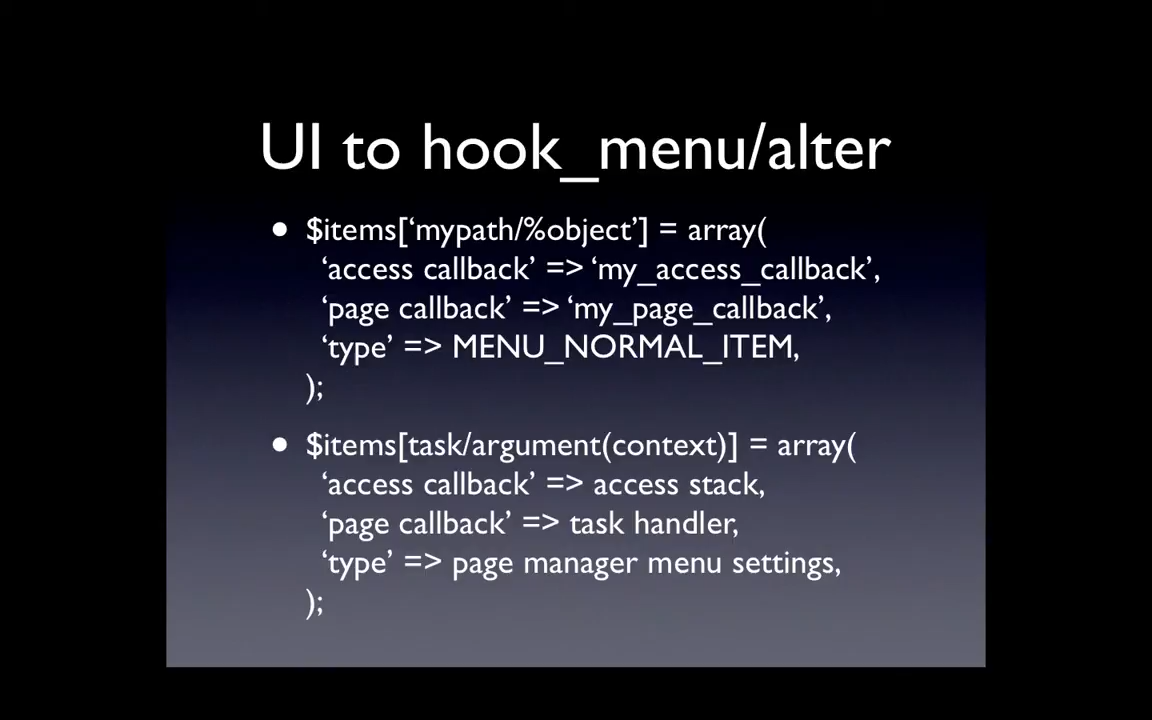 UI to hook_menu/alter
• $items[‘mypath/%object’] = array(
‘access callback’ => ‘my_access_callback’,
‘page callback’ => ‘my_page_callback’,
‘type’ => MENU_NORMAL_ITEM,
);
• $items[task/argument(context)] = array(
‘access callback’ => access stack,
‘page callback’ => task handler,
‘type’ => page manager menu settings,
);